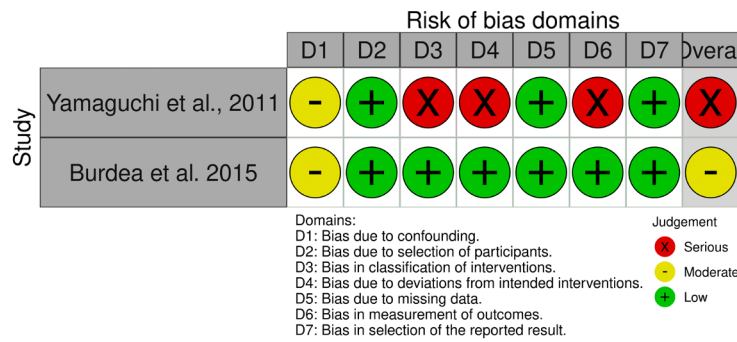 Risk of bias domains
D1 D2 D3 D4 D5 D6 D7 Overa
Study
Yamaguchi et al., 2011 - + X X + X + X
Burdea et al. 2015 - + + + + + + -
Domains:
D1: Bias due to confounding.
D2: Bias due to selection of participants.
D3: Bias in classification of interventions.
D4: Bias due to deviations from intended interventions.
D5: Bias due to missing data.
D6: Bias in measurement of outcomes.
D7: Bias in selection of the reported result.
Judgement
X Serious
- Moderate
+ Low